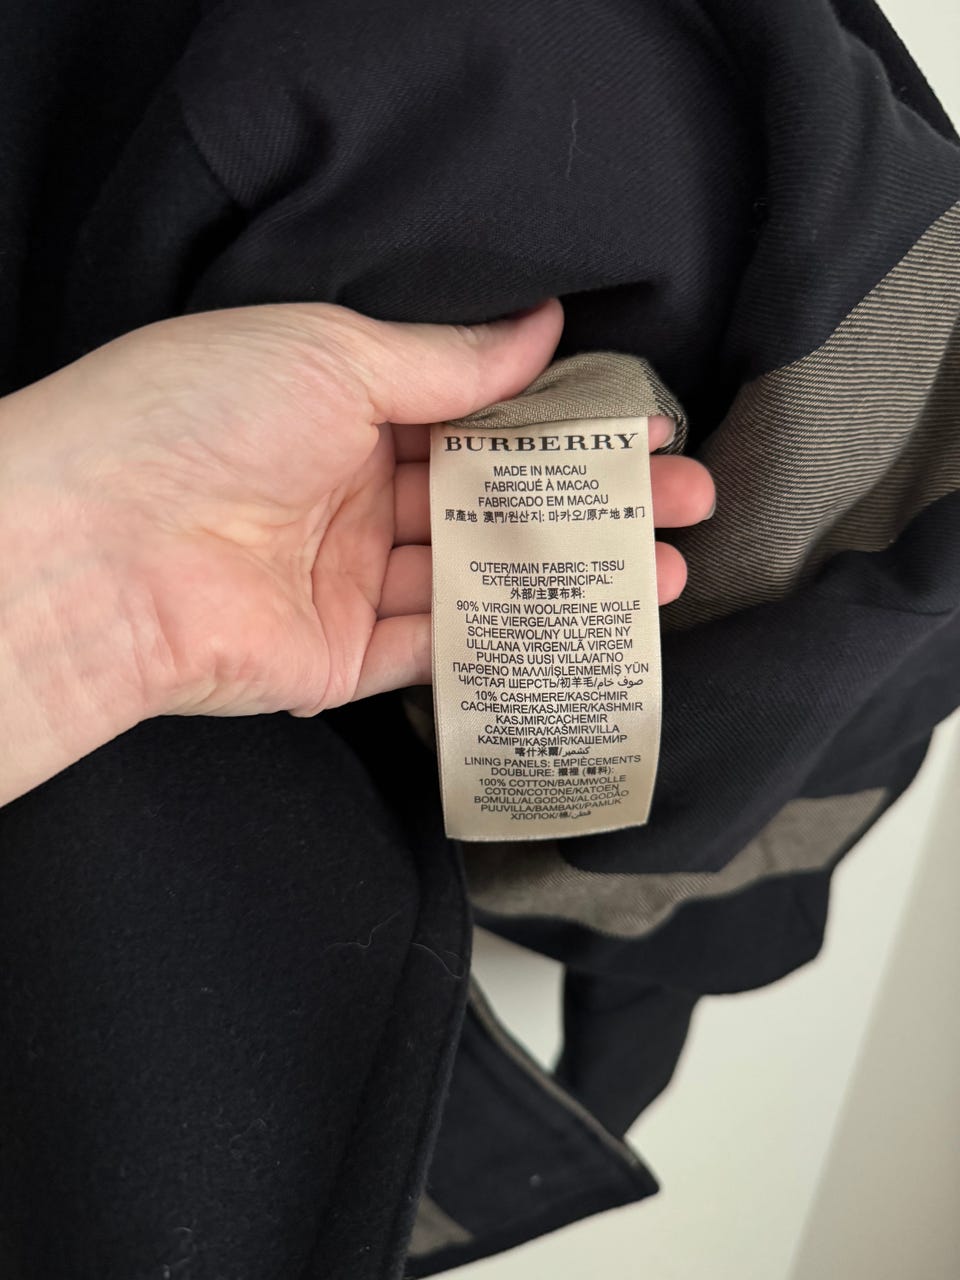 BURBERRY
MADE IN MACAU
FABRIQUÉ À MACAO
FABRICADO EM MACAU
原產地 澳門/원산지: 마카오/原产地 澳门
OUTER/MAIN FABRIC: TISSU
EXTÉRIEUR/PRINCIPAL:
外部/主要布料:
90% VIRGIN WOOL/REINE WOLLE
LAINE VIERGE/LANA VERGINE
SCHEERWOL/NY ULL/REN NY
ULL/LANA VIRGEN/LÃ VIRGEM
PUHDAS UUSI VILLA/ΑΓΝΟ
ΠΑΡΘΕΝΟ ΜΑΛΛΙ/İŞLENMEMİŞ YÜN
ЧИСТАЯ ШЕРСТЬ/初羊毛/صوف خام
10% CASHMERE/KASCHMIR
CACHEMIRE/KASJMIER/KASHMIR
KASJMIR/CACHEMIR
CAXEMIRA/KAŠMIRVILLA
ΚΑΣΜΙΡΙ/KAŞMİR/КАШЕМИР
喀什米爾/كشمير
LINING PANELS: EMPIÈCEMENTS
DOUBLURE: 襯裡 (輔料):
100% COTTON/BAUMWOLLE
COTON/COTONE/KATOEN
BOMULL/ALGODÓN/ALGODÃO
PUUVILLA/ΒΑΜΒΑΚΙ/PAMUK
ХЛОПОК/棉/قطن